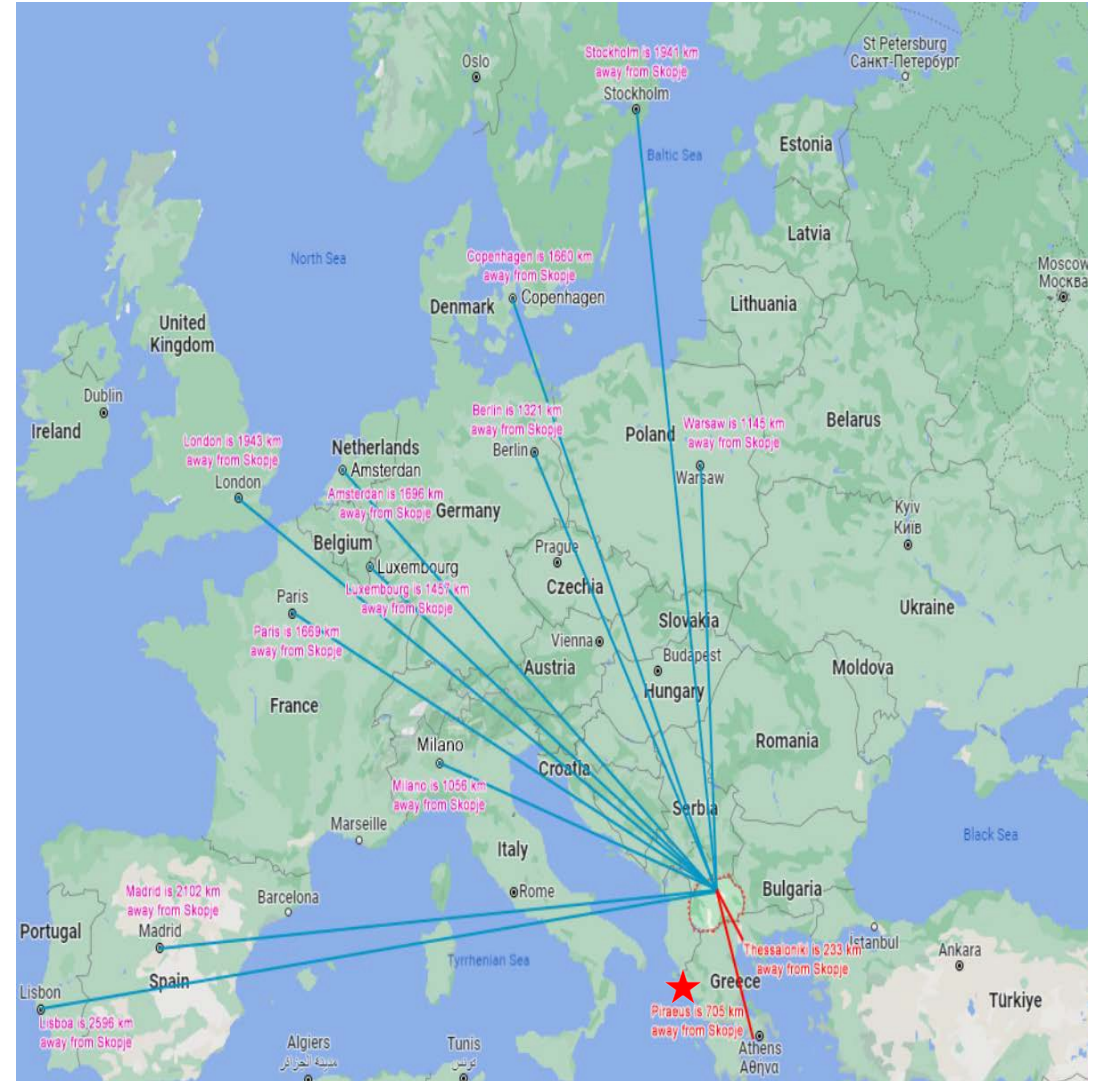 Stockholm is 1941 km
away from Skopje
St Petersburg
Санкт-Петербург
Oslo
Stockholm
Estonia
Baltic Sea
Latvia
North Sea
Copenhagen is 1660 km
away from Skopje
Moscow
Москва
Denmark
Copenhagen
Lithuania
United
Kingdom
Dublin
Ireland
Berlin is 1321 km
away from Skopje
Warsaw is 1145 km
away from Skopje
Belarus
Poland
London is 1943 km
away from Skopje
Netherlands
Berlin
Amsterdan
Warsaw
London
Amsterdan is 1696 km
away from Skopje
Germany
Kyiv
Київ
Belgium
Prague
Luxembourg
Czechia
Luxembourg is 1457 km
away from Skopje
Paris
Ukraine
Slovakia
Paris is 1669 km
away from Skopje
Vienna
Budapest
Austria
Moldova
Hungary
France
Milano
Romania
Croatia
Milano is 1056 km
away from Skopje
Serbia
Marseille
Black Sea
Italy
Madrid is 2102 km
away from Skopje
Barcelona
Rome
Bulgaria
Portugal
Madrid
Thessaloniki is 233 km
away from Skopje
İstanbul
Ankara
Tyrrhenian Sea
Spain
Greece
Lisbon
Türkiye
Piraeus is 705 km
away from Skopje
Lisboa is 2596 km
away from Skopje
Algiers
مدينة الجزائر
Tunis
تونس
Athens
Αθήνα